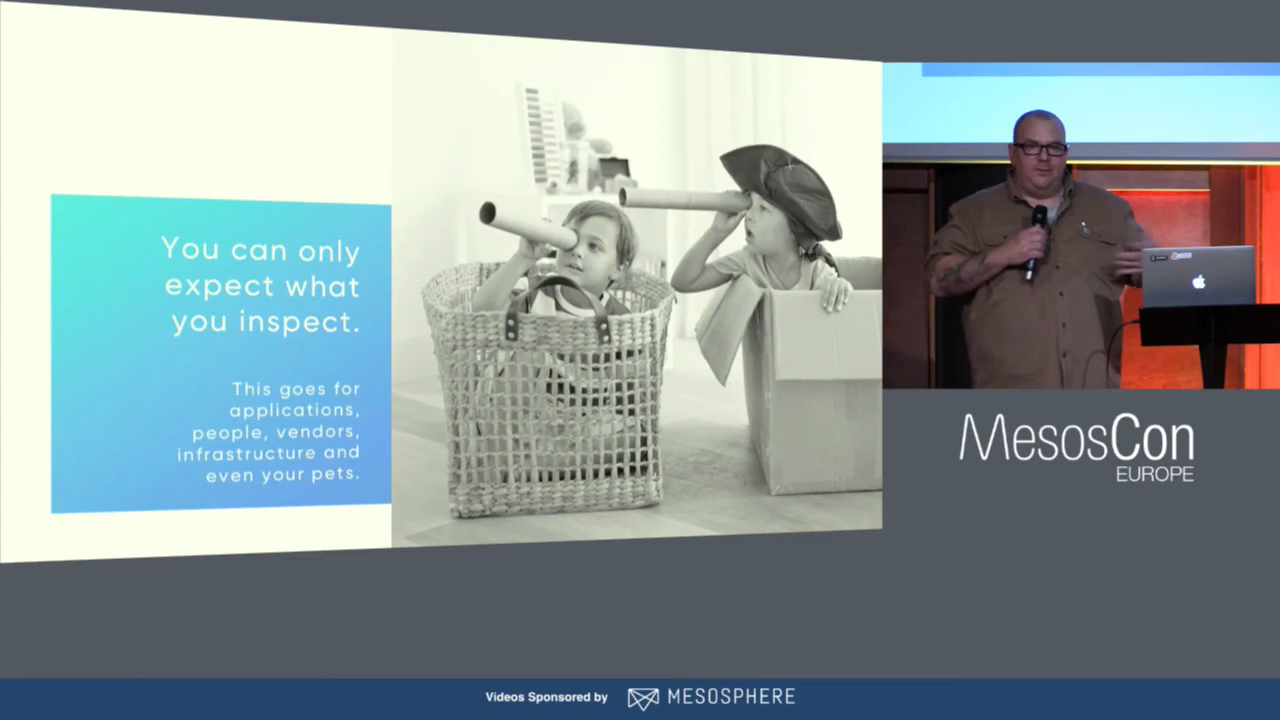 You can only
expect what
you inspect.
This goes for
applications,
people, vendors,
infrastructure and
even your pets.
MesosCon
EUROPE
Videos Sponsored by
MESOSPHERE